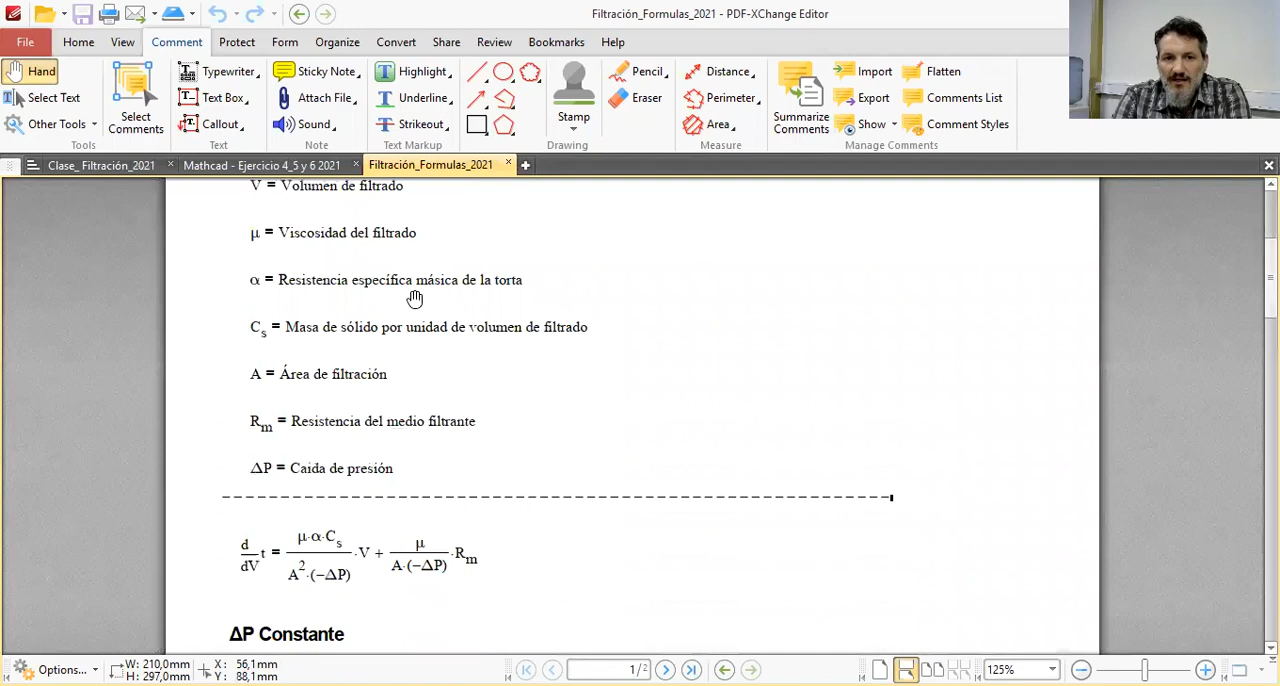 Filtración_Formulas_2021 - PDF-XChange Editor
File Home View Comment Protect Form Organize Convert Share Review Bookmarks Help
Hand
Select Text
Other Tools
Tools
Select Comments
Typewriter
Text Box
Callout
Text
Sticky Note
Attach File
Sound
Note
Highlight
Underline
Strikeout
Text Markup
Pencil
Eraser
Drawing
Stamp
Distance
Perimeter
Area
Measure
Summarize Comments
Import
Export
Show
Flatten
Comments List
Comment Styles
Manage Comments
Clase_ Filtración_2021 Mathcad - Ejercicio 4_5 y 6 2021 Filtración_Formulas_2021
V = Volumen de filtrado
μ = Viscosidad del filtrado
α = Resistencia específica másica de la torta
Cs = Masa de sólido por unidad de volumen de filtrado
A = Área de filtración
Rm = Resistencia del medio filtrante
ΔP = Caida de presión
d/dV t = μ·α·Cs / A²·(−ΔP) ·V + μ / A·(−ΔP) ·Rm
ΔP Constante
Options...
W: 210,0mm
H: 297,0mm
X: 56,1mm
Y: 88,1mm
1/2
125%